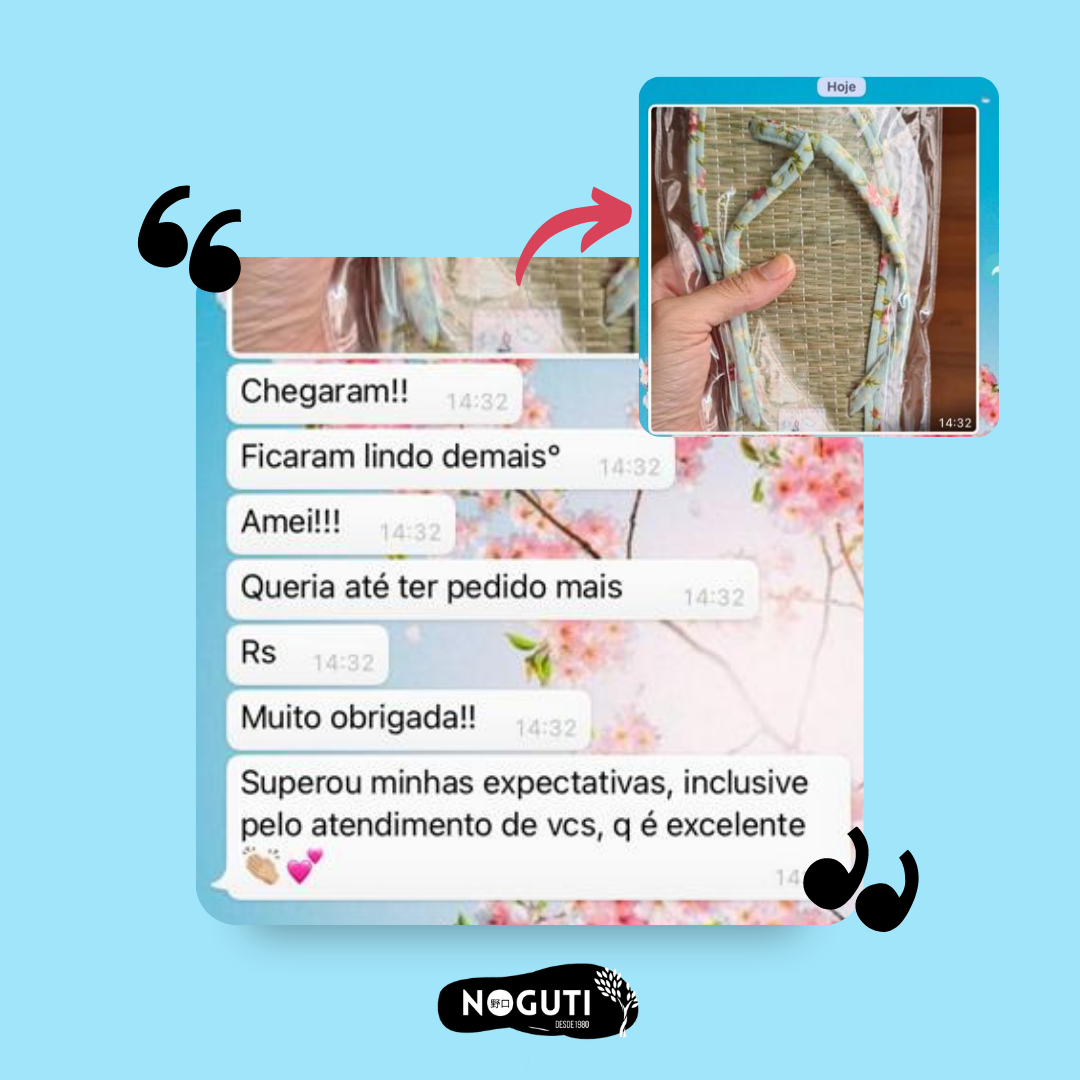 Hoje
14:32
Chegaram!! 14:32
Ficaram lindo demais° 14:32
Amei!!! 14:32
Queria até ter pedido mais 14:32
Rs 14:32
Muito obrigada!! 14:32
Superou minhas expectativas, inclusive
pelo atendimento de vcs, q é excelente
👏🏼💕
14
NOGUTI
野口
DESDE 1980